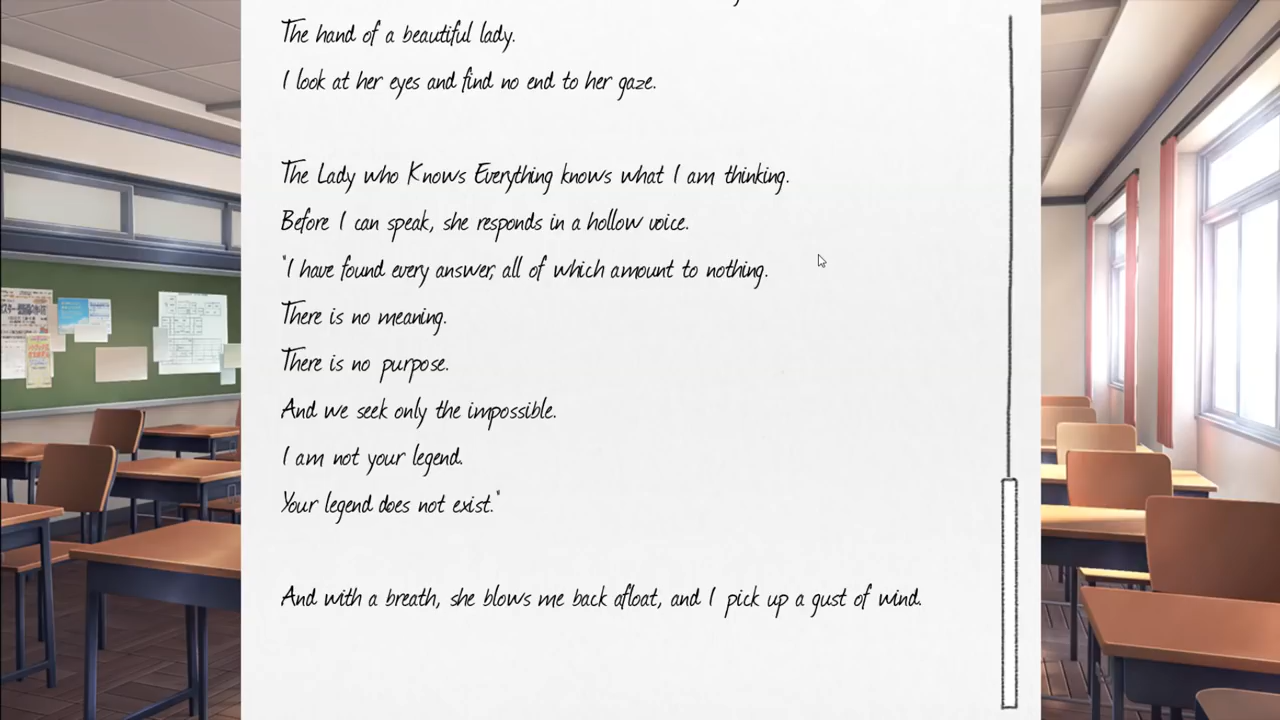 The hand of a beautiful lady.
I look at her eyes and find no end to her gaze.
The Lady who Knows Everything knows what I am thinking.
Before I can speak, she responds in a hollow voice.
"I have found every answer, all of which amount to nothing.
There is no meaning.
There is no purpose.
And we seek only the impossible.
I am not your legend.
Your legend does not exist."
And with a breath, she blows me back afloat, and I pick up a gust of wind.